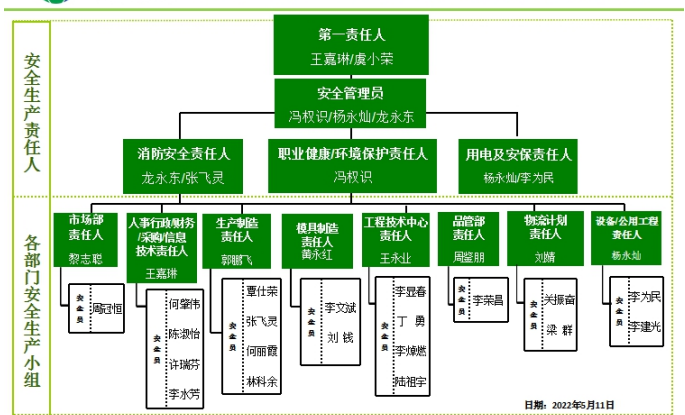 安全生产责任人
第一责任人
王嘉琳/虞小荣
安全管理员
冯权识/杨永灿/龙永东
消防安全责任人
龙永东/张飞灵
职业健康/环境保护责任人
冯权识
用电及安保责任人
杨永灿/李为民
各部门安全生产小组
市场部
责任人
黎志聪
人事行政/财务
/采购/信息
技术责任人
王嘉琳
生产制造
责任人
郭鹏飞
模具制造
责任人
黄永红
工程技术中心
责任人
王永业
品管部
责任人
周鉴朋
物流计划
责任人
刘婧
设备/公用工程
责任人
杨永灿
安全员
周恒
安全员
何肇伟
陈淑怡
许瑞芬
李水芳
安全员
覃仕荣
张飞灵
何丽霞
林科余
安全员
李文斌
刘钱
安全员
李显春
丁勇
李焯燃
陆祖宇
安全员
李荣昌
安全员
关振奋
梁群
安全员
李为民
李建光
日期：2022年5月11日